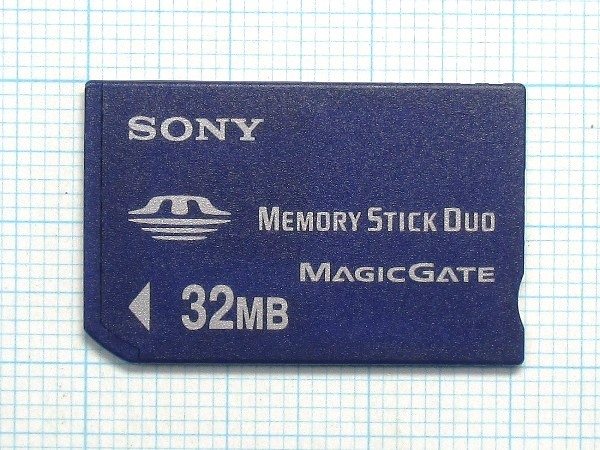 SONY
MEMORY STICK DUO
MAGICGATE
32MB